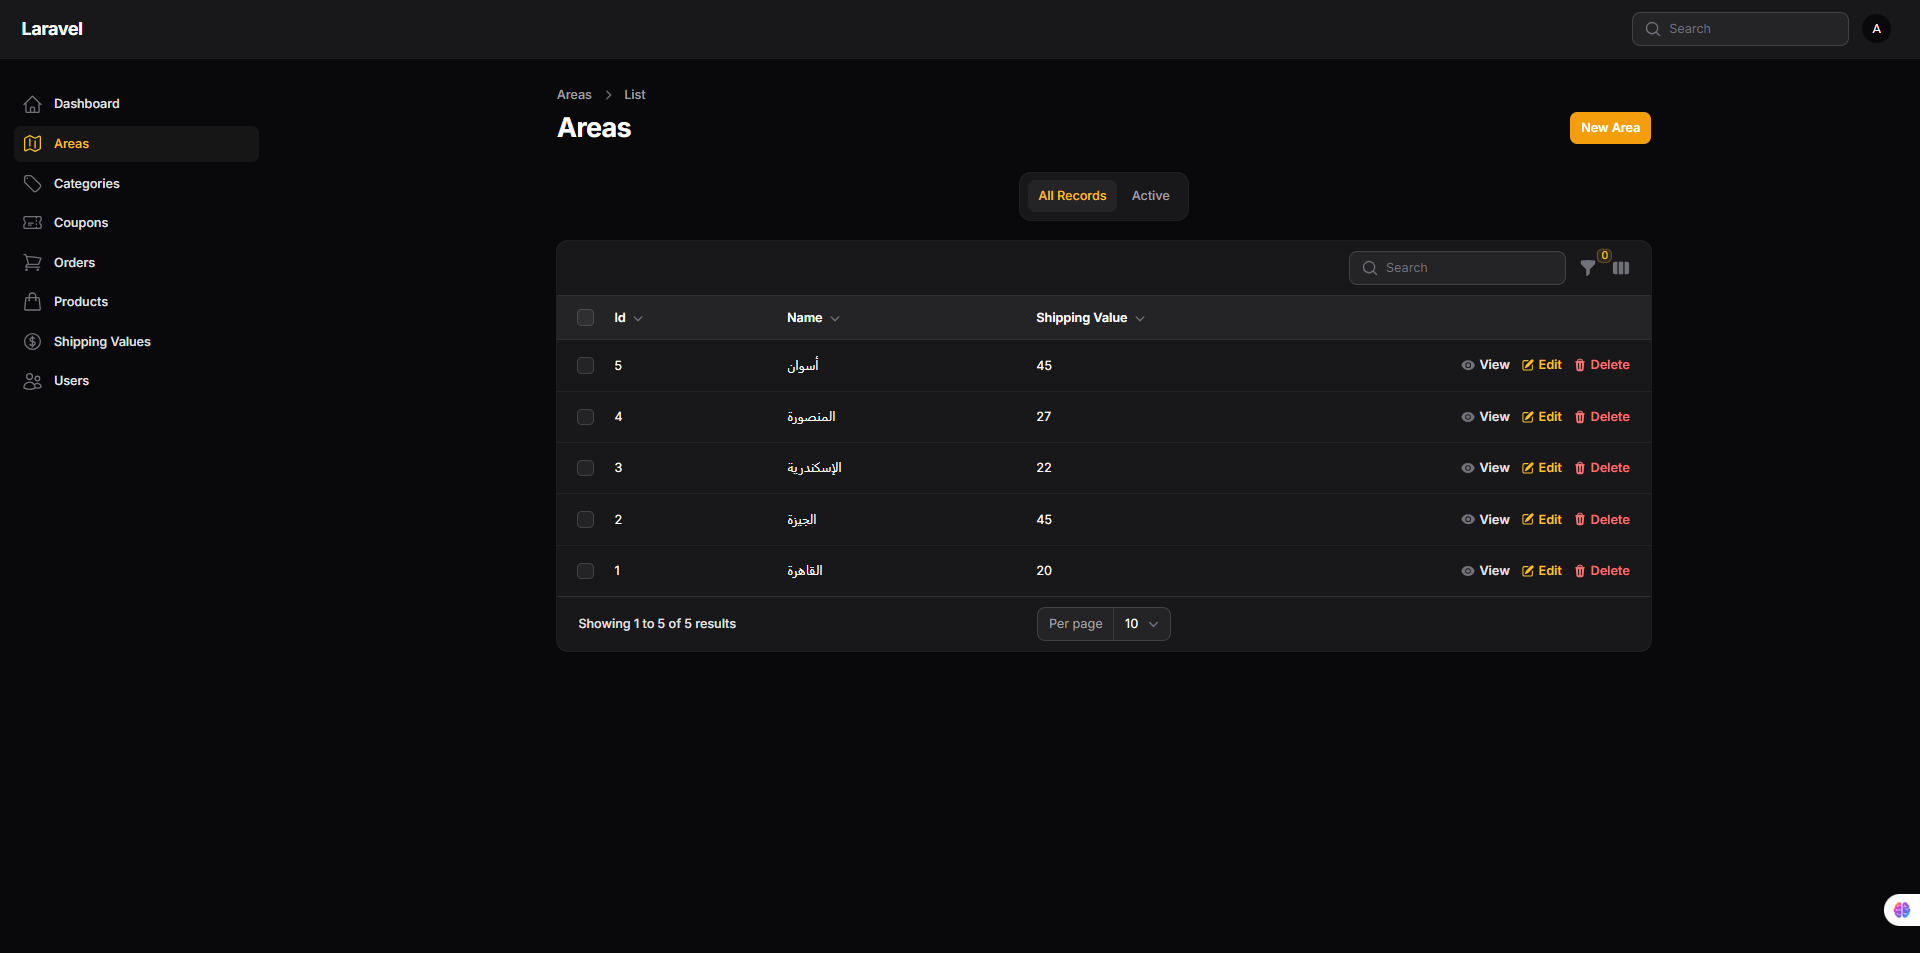 Laravel
Search
A
Dashboard
Areas
Categories
Coupons
Orders
Products
Shipping Values
Users
Areas > List
Areas
New Area
All Records Active
Search
0
Id Name Shipping Value
5 أسوان 45 View Edit Delete
4 المنصورة 27 View Edit Delete
3 الإسكندرية 22 View Edit Delete
2 الجيزة 45 View Edit Delete
1 القاهرة 20 View Edit Delete
Showing 1 to 5 of 5 results
Per page 10